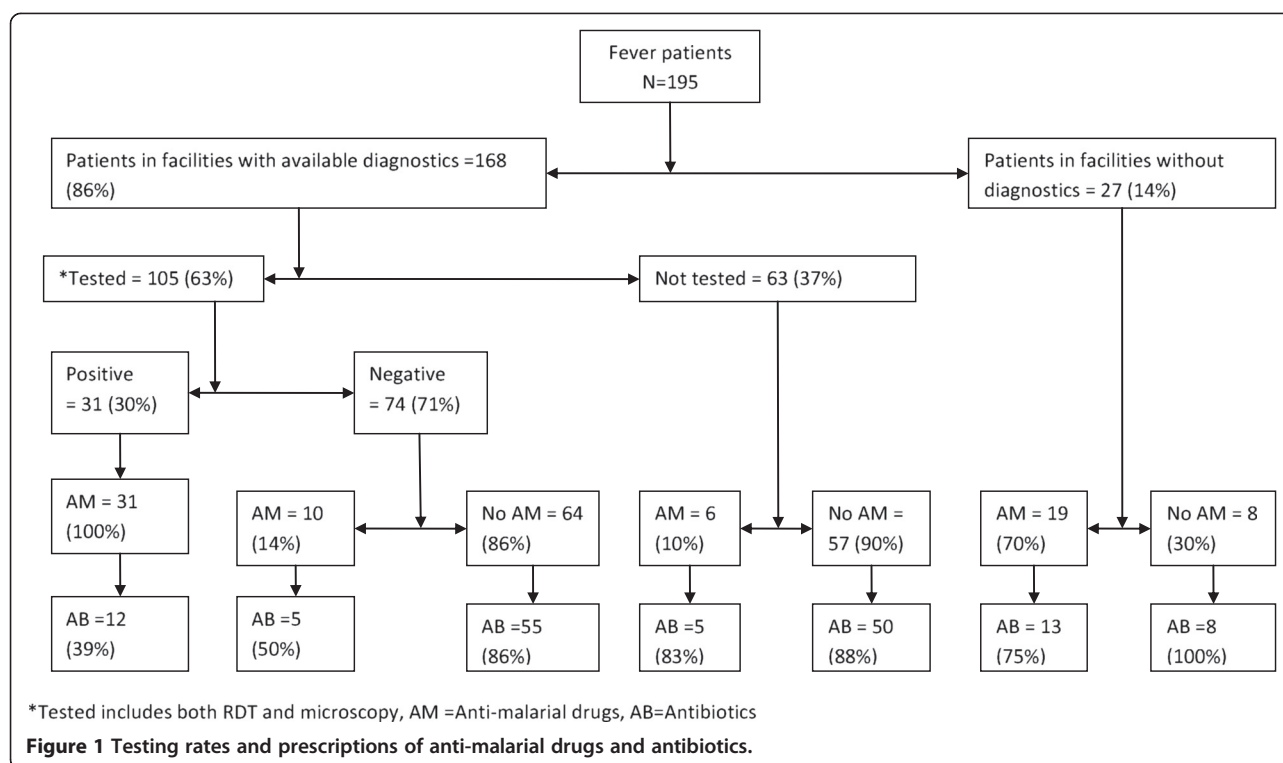 Fever patients
N=195
Patients in facilities with available diagnostics =168
(86%)
Patients in facilities without
diagnostics = 27 (14%)
*Tested = 105 (63%)
Not tested = 63 (37%)
Positive
= 31 (30%)
Negative
= 74 (71%)
AM = 31
(100%)
AM = 10
(14%)
No AM = 64
(86%)
AM = 6
(10%)
No AM =
57 (90%)
AM = 19
(70%)
No AM = 8
(30%)
AB =12
(39%)
AB =5
(50%)
AB =55
(86%)
AB =5
(83%)
AB = 50
(88%)
AB = 13
(75%)
AB =8
(100%)
*Tested includes both RDT and microscopy, AM =Anti-malarial drugs, AB=Antibiotics
Figure 1 Testing rates and prescriptions of anti-malarial drugs and antibiotics.